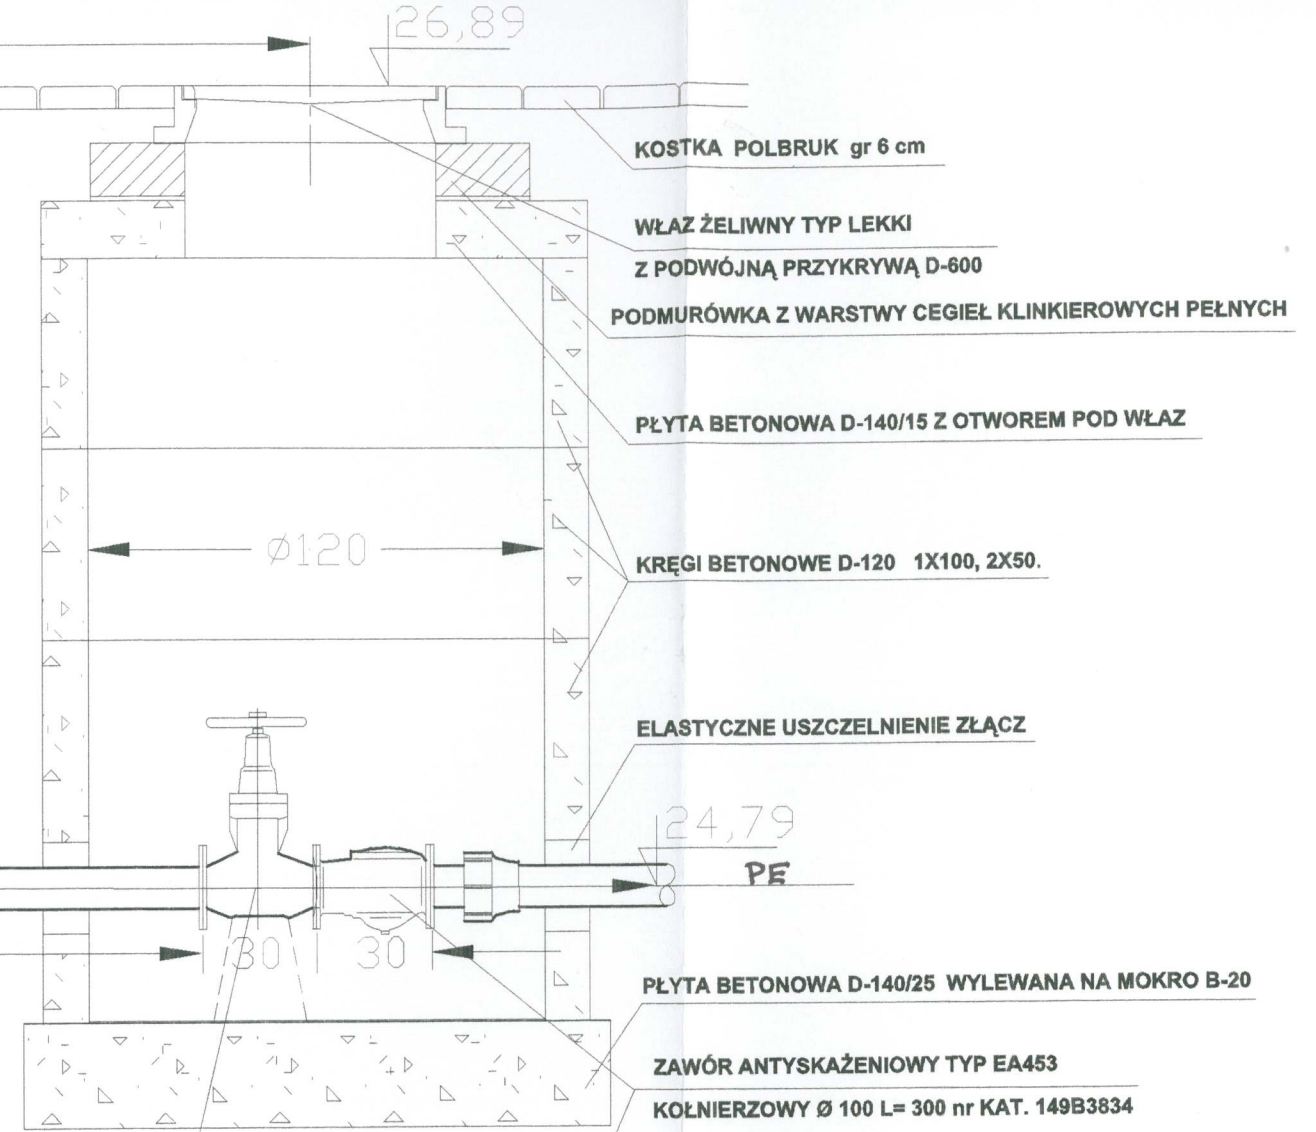 26,89
KOSTKA POLBRUK gr 6 cm
WŁAZ ŻELIWNY TYP LEKKI
Z PODWÓJNĄ PRZYKRYWĄ D-600
PODMURÓWKA Z WARSTWY CEGIEŁ KLINKIEROWYCH PEŁNYCH
PŁYTA BETONOWA D-140/15 Z OTWOREM POD WŁAZ
Ø120
KRĘGI BETONOWE D-120 1X100, 2X50.
ELASTYCZNE USZCZELNIENIE ZŁĄCZ
24,79
PE
30 30
PŁYTA BETONOWA D-140/25 WYLEWANA NA MOKRO B-20
ZAWÓR ANTYSKAŻENIOWY TYP EA453
KOŁNIERZOWY Ø 100 L= 300 nr KAT. 149B3834